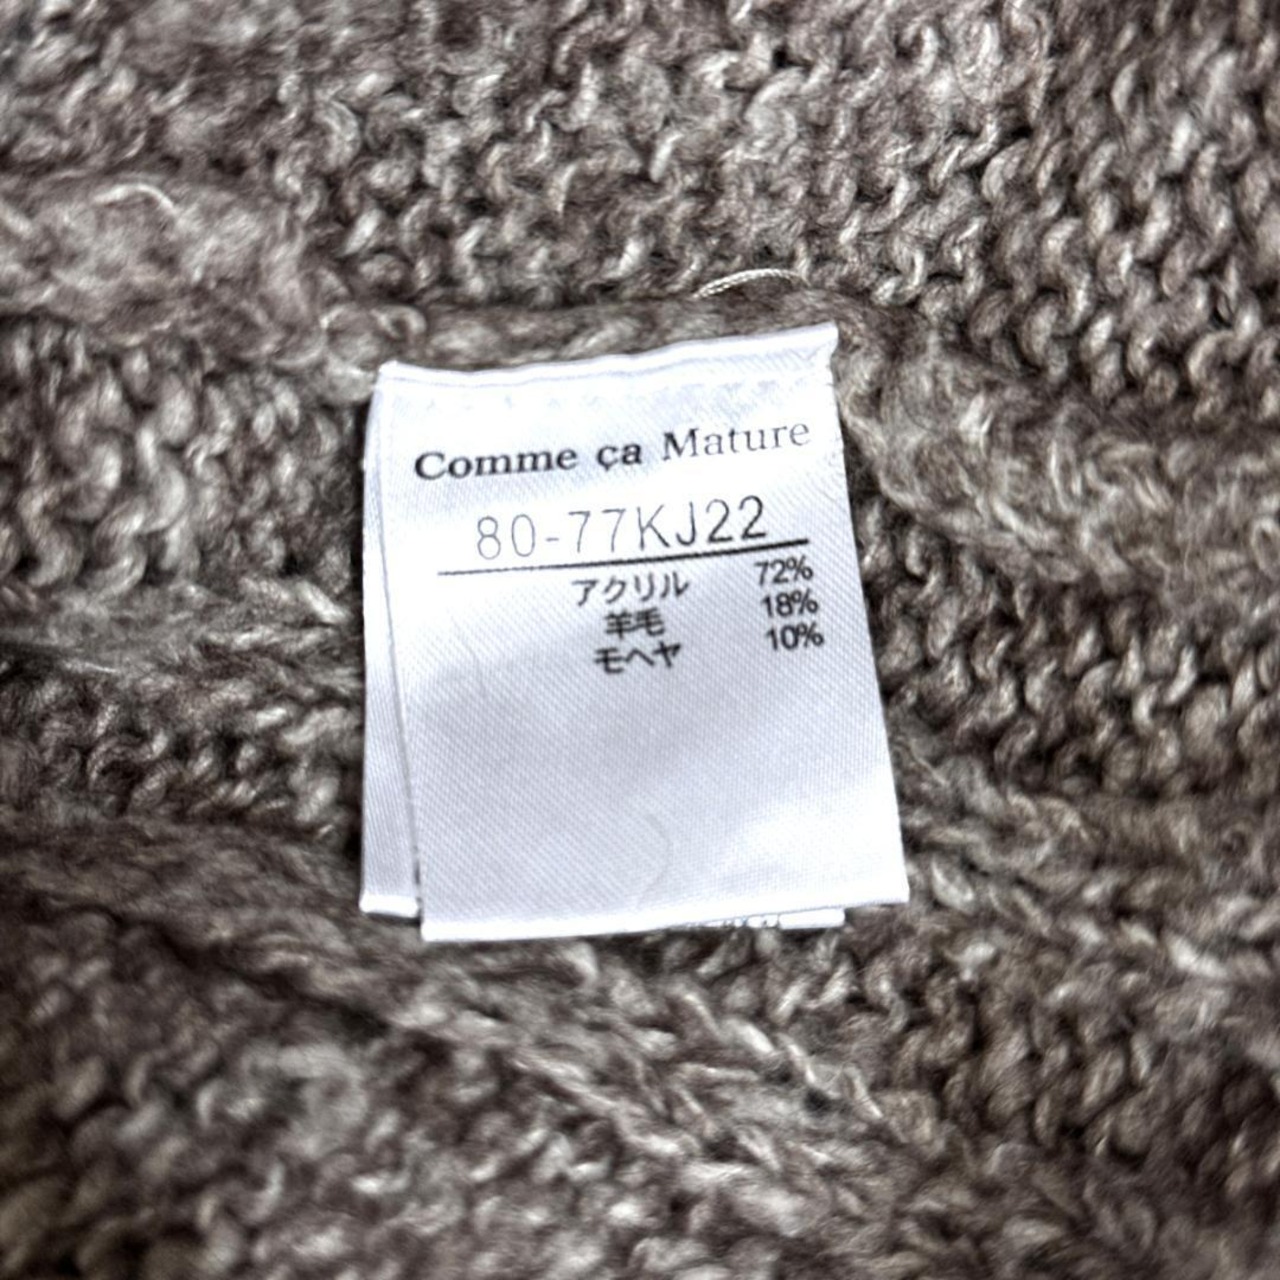 Comme ça Mature
80-77KJ22
アクリル 72%
羊毛 18%
モヘヤ 10%